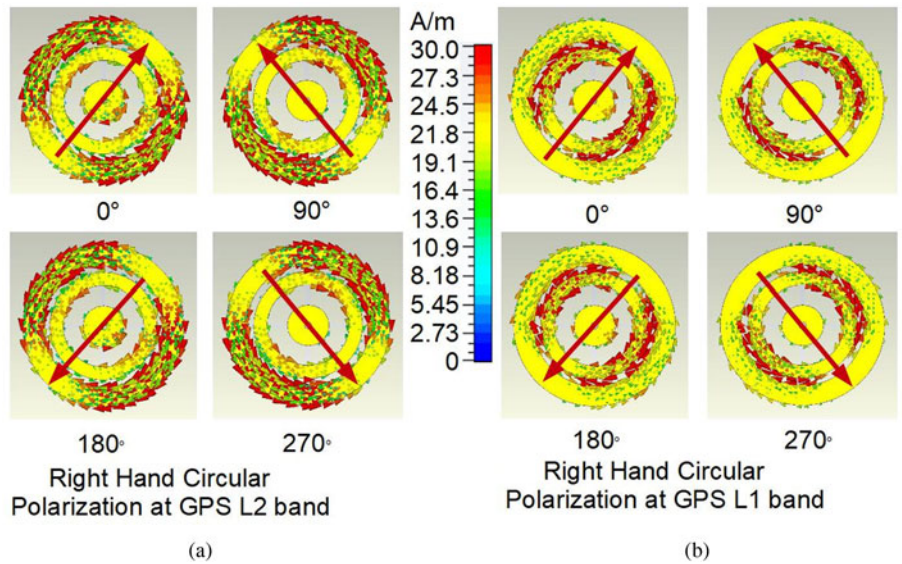 A/m
30.0
27.3
24.5
21.8
19.1
16.4
13.6
10.9
8.18
5.45
2.73
0
0° 90°
180° 270°
Right Hand Circular
Polarization at GPS L2 band
(a)
0° 90°
180° 270°
Right Hand Circular
Polarization at GPS L1 band
(b)